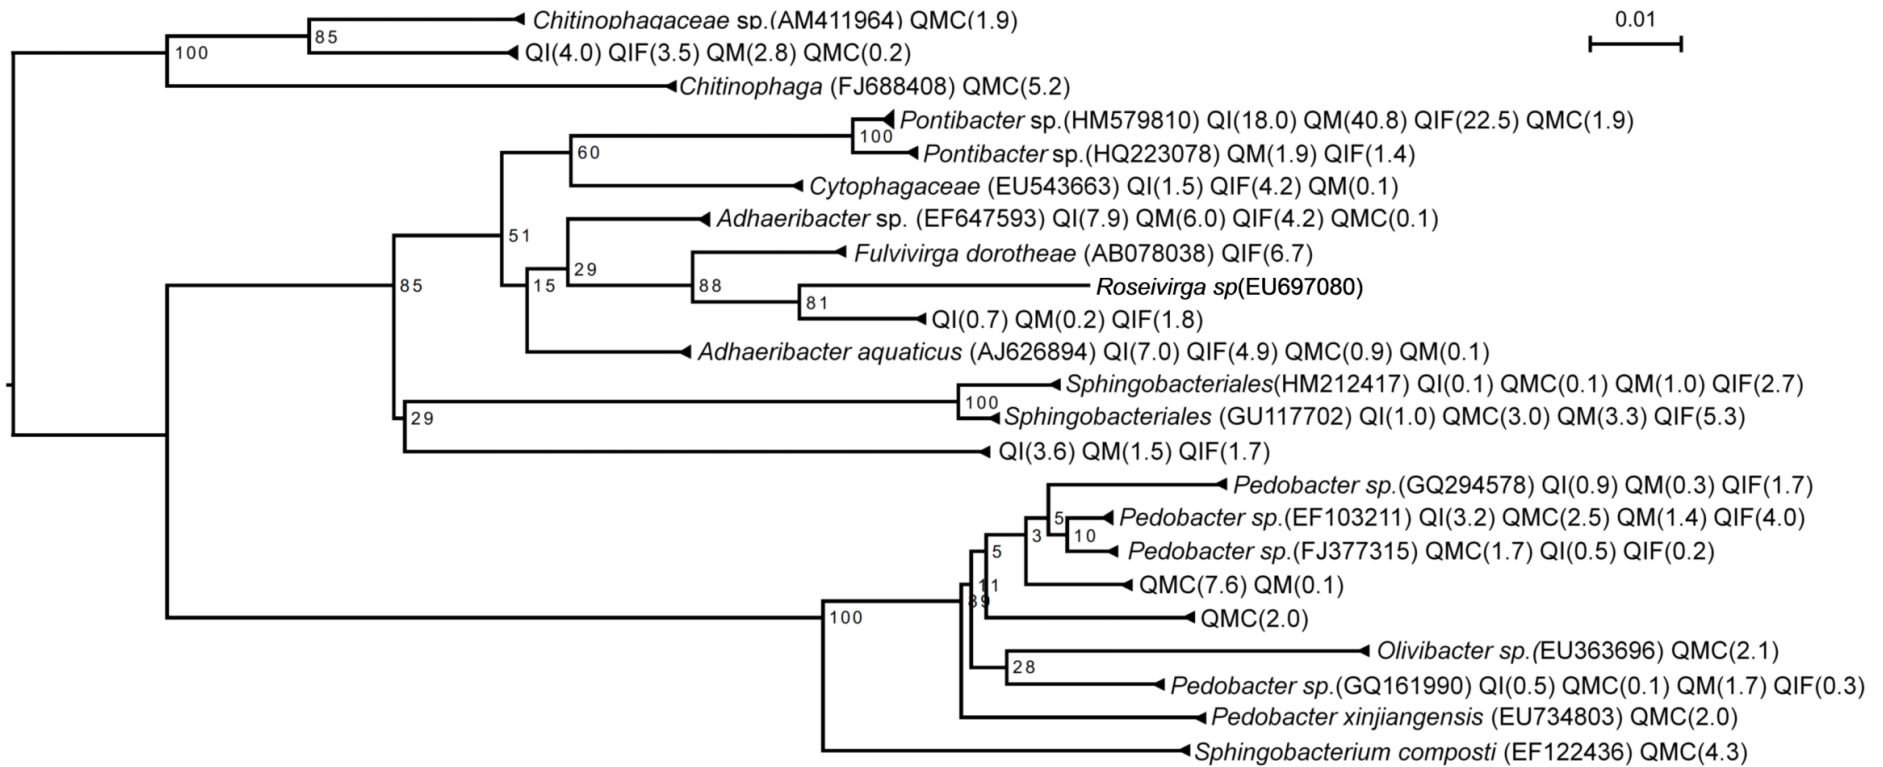 0.01
Chitinophagaceae sp.(AM411964) QMC(1.9)
85
100
QI(4.0) QIF(3.5) QM(2.8) QMC(0.2)
Chitinophaga (FJ688408) QMC(5.2)
Pontibacter sp.(HM579810) QI(18.0) QM(40.8) QIF(22.5) QMC(1.9)
100
60
Pontibacter sp.(HQ223078) QM(1.9) QIF(1.4)
Cytophagaceae (EU543663) QI(1.5) QIF(4.2) QM(0.1)
Adhaeribacter sp. (EF647593) QI(7.9) QM(6.0) QIF(4.2) QMC(0.1)
51
Fulvivirga dorotheae (AB078038) QIF(6.7)
29
85
15
88
Roseivirga sp(EU697080)
81
QI(0.7) QM(0.2) QIF(1.8)
Adhaeribacter aquaticus (AJ626894) QI(7.0) QIF(4.9) QMC(0.9) QM(0.1)
Sphingobacteriales(HM212417) QI(0.1) QMC(0.1) QM(1.0) QIF(2.7)
100
29
Sphingobacteriales (GU117702) QI(1.0) QMC(3.0) QM(3.3) QIF(5.3)
QI(3.6) QM(1.5) QIF(1.7)
Pedobacter sp.(GQ294578) QI(0.9) QM(0.3) QIF(1.7)
5
Pedobacter sp.(EF103211) QI(3.2) QMC(2.5) QM(1.4) QIF(4.0)
3
10
5
Pedobacter sp.(FJ377315) QMC(1.7) QI(0.5) QIF(0.2)
11
QMC(7.6) QM(0.1)
89
100
QMC(2.0)
Olivibacter sp.(EU363696) QMC(2.1)
28
Pedobacter sp.(GQ161990) QI(0.5) QMC(0.1) QM(1.7) QIF(0.3)
Pedobacter xinjiangensis (EU734803) QMC(2.0)
Sphingobacterium composti (EF122436) QMC(4.3)